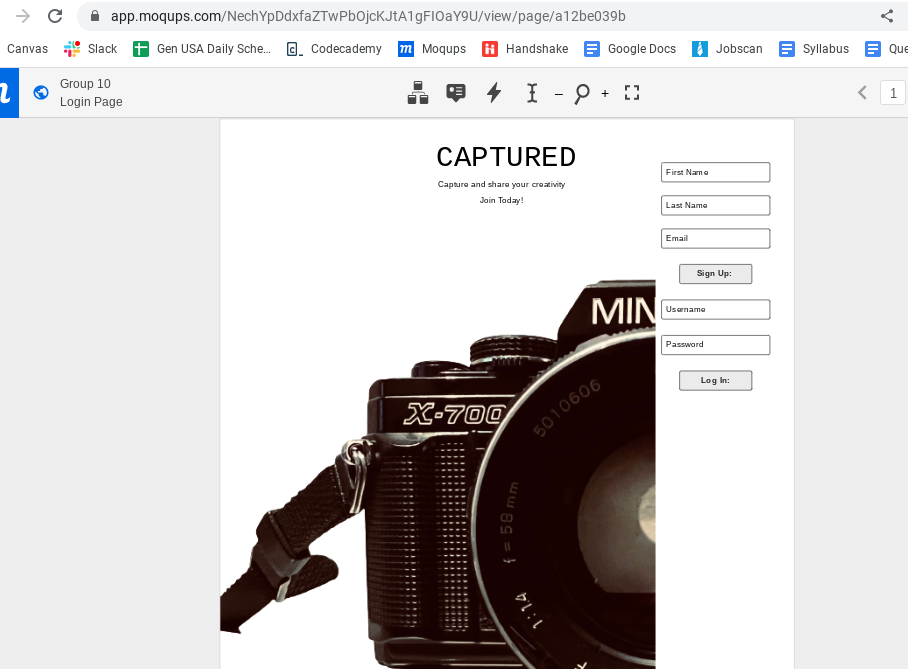 app.moqups.com/NechYpDdxfaZTwPbOjcKJtA1gFIOaY9U/view/page/a12be039b
Canvas Slack Gen USA Daily Sche... Codecademy Moqups Handshake Google Docs Jobscan Syllabus Que
Group 10
Login Page
1
CAPTURED
Capture and share your creativity
Join Today!
First Name
Last Name
Email
Sign Up:
Username
Password
Log In:
MIN
X-700
5010606
f = 58mm
1:1.4